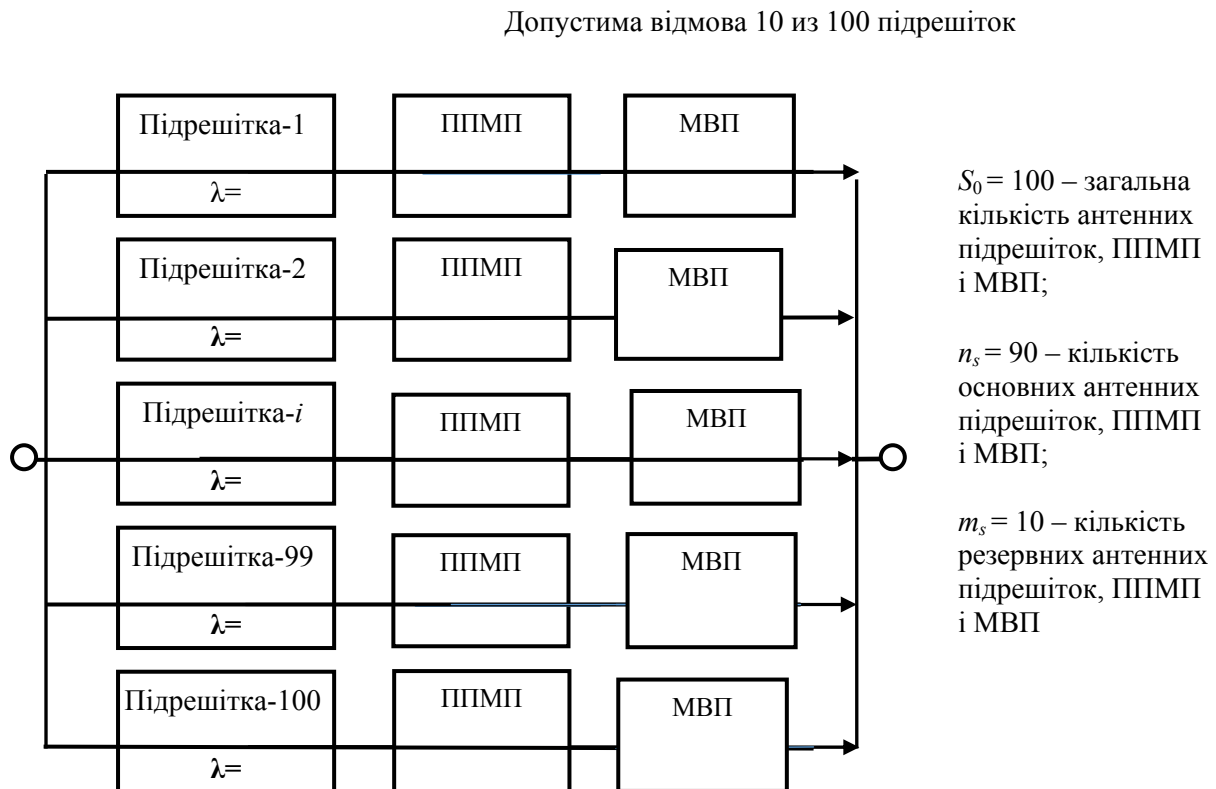 Допустима відмова 10 из 100 підрешіток
Підрешітка-1
ППМП
МВП
λ=
Підрешітка-2
ППМП
МВП
λ=
Підрешітка-i
ППМП
МВП
λ=
Підрешітка-99
ППМП
МВП
λ=
Підрешітка-100
ППМП
МВП
λ=
S₀ = 100 – загальна
кількість антенних
підрешіток, ППМП
і МВП;
nₛ = 90 – кількість
основних антенних
підрешіток, ППМП
і МВП;
mₛ = 10 – кількість
резервних антенних
підрешіток, ППМП
і МВП